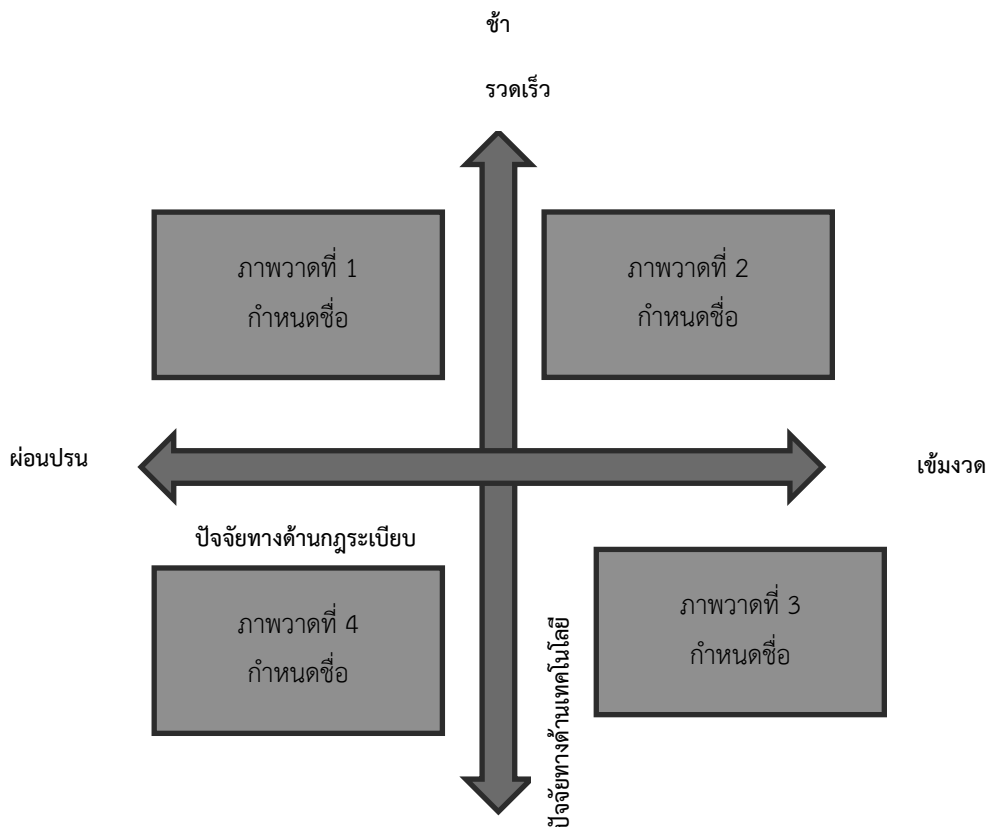 ช้า
รวดเร็ว
ภาพวาดที่ 1
กำหนดชื่อ
ภาพวาดที่ 2
กำหนดชื่อ
ผ่อนปรน
เข้มงวด
ปัจจัยทางด้านกฎระเบียบ
ภาพวาดที่ 4
กำหนดชื่อ
ภาพวาดที่ 3
กำหนดชื่อ
ปัจจัยทางด้านเทคโนโลยี